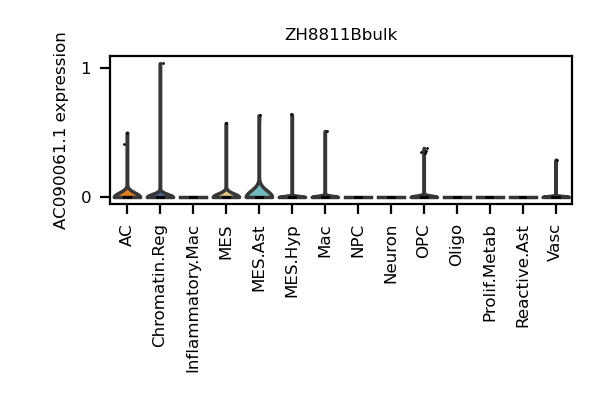 ZH8811Bbulk
AC090061.1 expression
1
0
AC
Chromatin.Reg
Inflammatory.Mac
MES
MES.Ast
MES.Hyp
Mac
NPC
Neuron
OPC
Oligo
Prolif.Metab
Reactive.Ast
Vasc